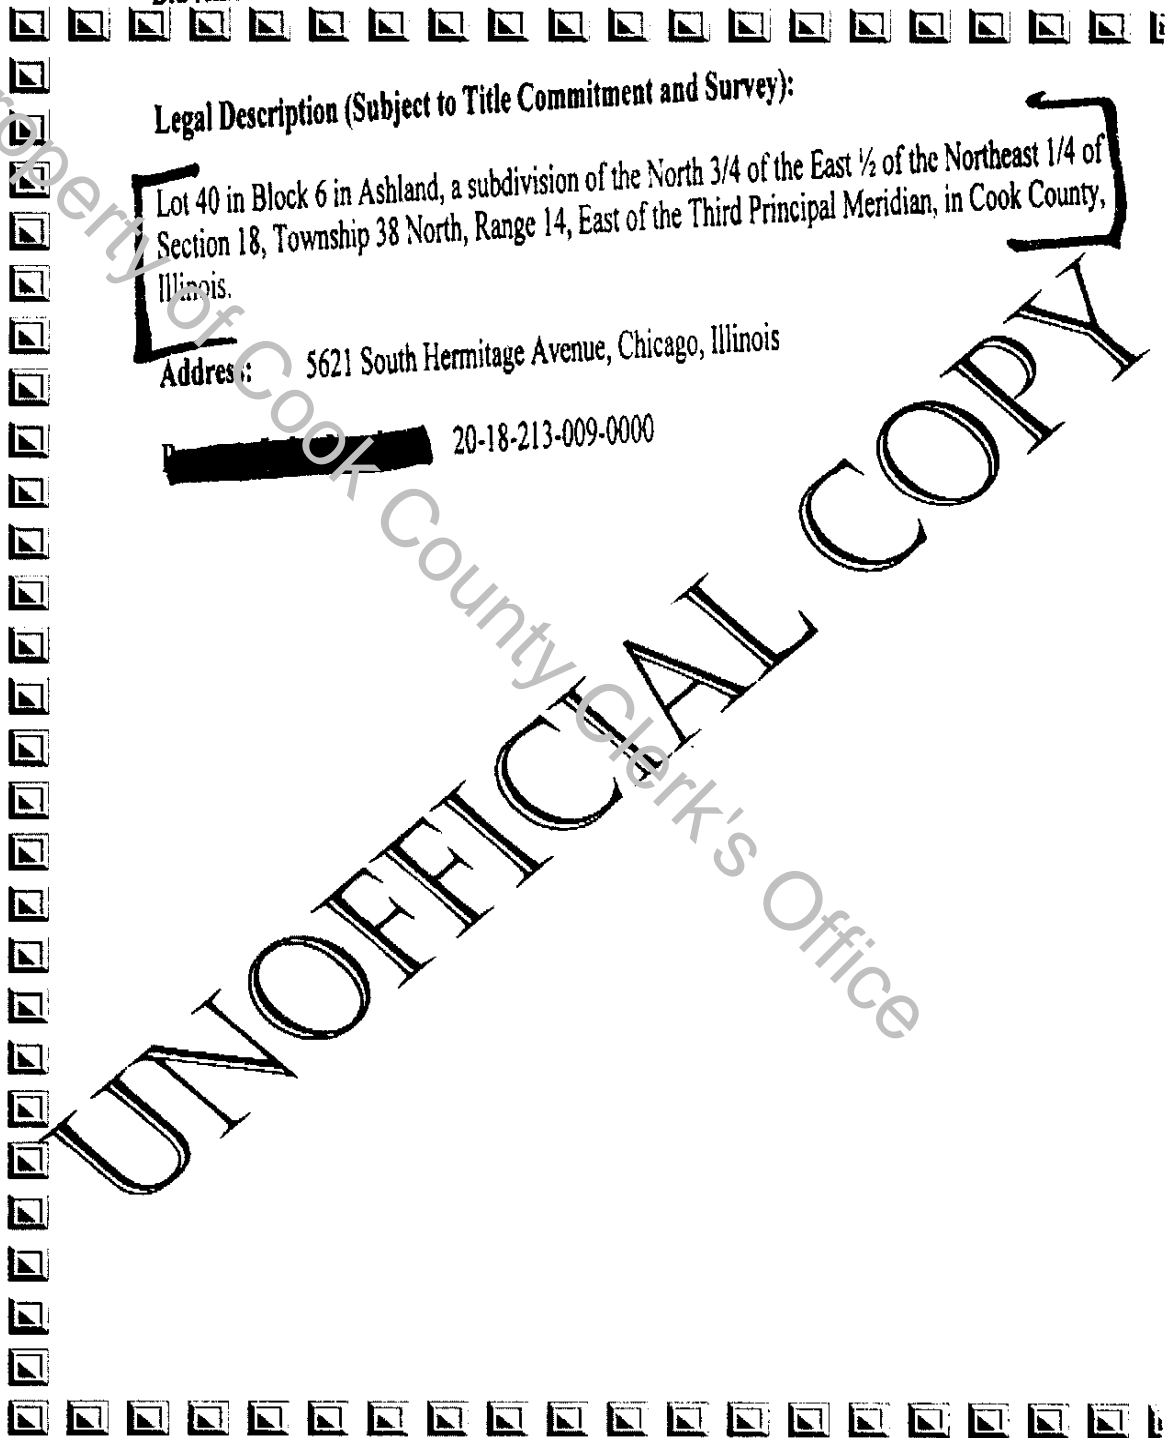 Legal Description (Subject to Title Commitment and Survey):
Lot 40 in Block 6 in Ashland, a subdivision of the North 3/4 of the East ½ of the Northeast 1/4 of
Section 18, Township 38 North, Range 14, East of the Third Principal Meridian, in Cook County,
Illinois.
Address: 5621 South Hermitage Avenue, Chicago, Illinois
20-18-213-009-0000
UNOFFICIAL COPY
Property of Cook County Clerk's Office